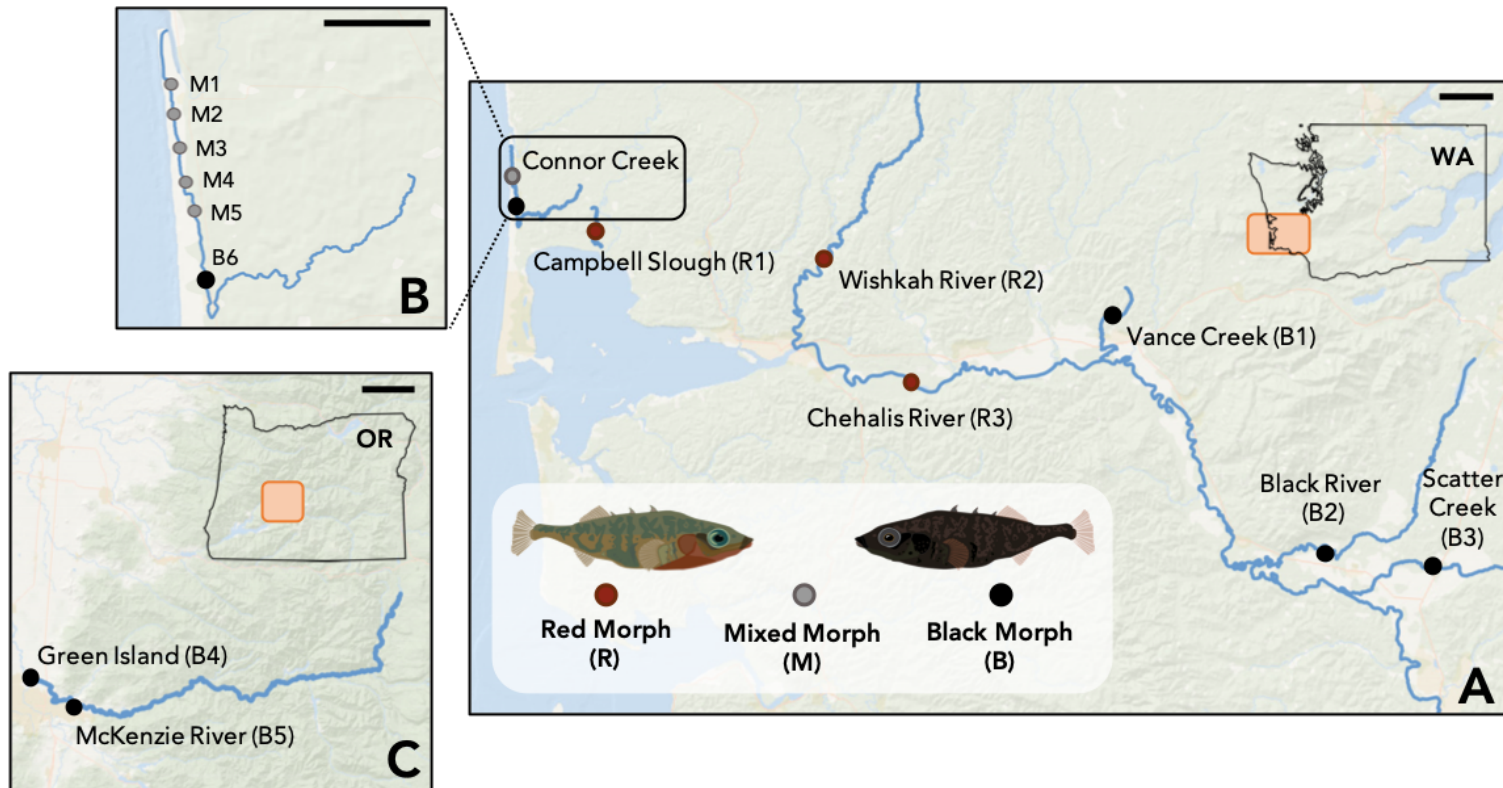 M1
M2
M3
M4
M5
B6
B
Connor Creek
Campbell Slough (R1)
Wishkah River (R2)
Vance Creek (B1)
Chehalis River (R3)
Black River
(B2)
Scatter
Creek
(B3)
WA
Red Morph
(R)
Mixed Morph
(M)
Black Morph
(B)
A
OR
Green Island (B4)
McKenzie River (B5)
C